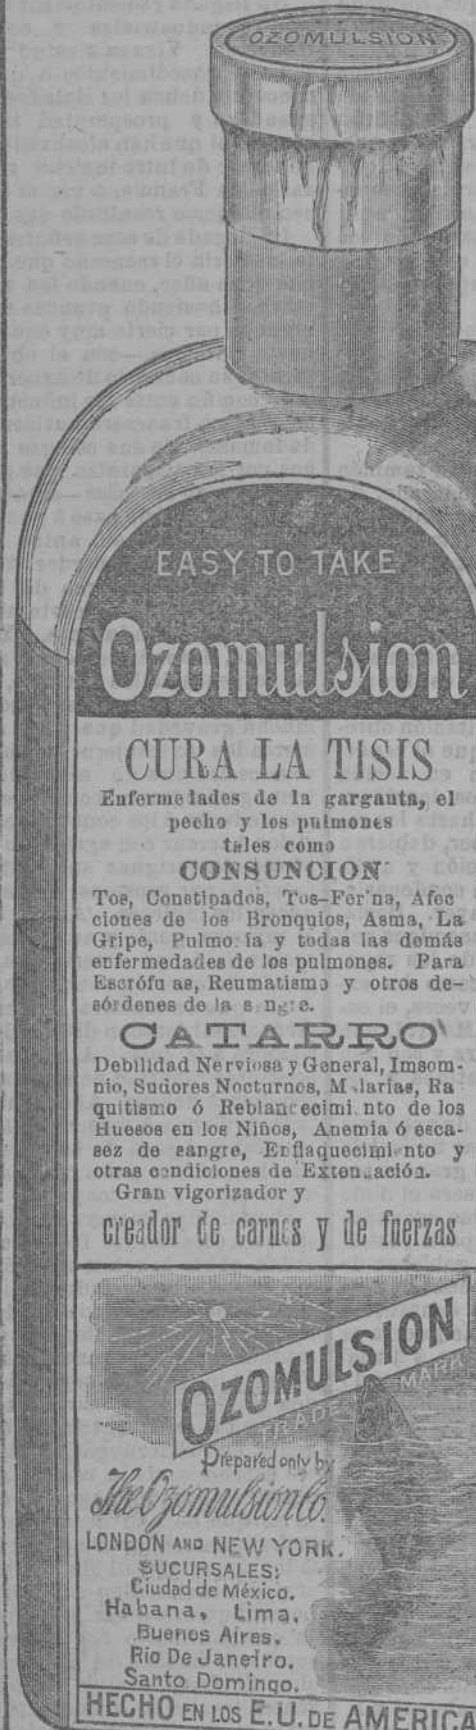 OZOMULSION
EASY TO TAKE
Ozomulsion
CURA LA TISIS
Enfermedades de la garganta, el
pecho y los pulmones
tales como
CONSUNCION
Tos, Constipados, Tos-Fer'na, Afec
ciones de los Bronquios, Asma, La
Gripe, Pulmo ía y todas las demás
enfermedades de los pulmones. Para
Escrófu as, Reumatismo y otros de-
sórdenes de la s ngre.
CATARRO
Debilidad Nerviosa y General, Imsom-
nio, Sudores Nocturnos, M larias, Ra
quitismo ó Reblancecimi nto de los
Huesos en los Niños, Anemia ó esca-
sez de sangre, Enflaquecimi nto y
otras condiciones de Exten ación.
Gran vigorizador y
creador de carnes y de fuerzas
OZOMULSION
TRADE MARK
Prepared only by
The Ozomulsion Co.
LONDON AND NEW YORK.
SUCURSALES:
Ciudad de México.
Habana, Lima,
Buenos Aires.
Rio De Janeiro.
Santo Domingo.
HECHO EN LOS E.U. DE AMERICA